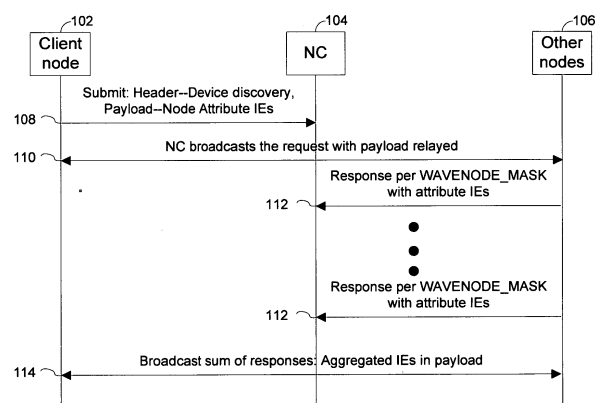 102
104
106
Client
node
NC
Other
nodes
Submit: Header--Device discovery,
Payload--Node Attribute IEs
108
NC broadcasts the request with payload relayed
110
Response per WAVENODE_MASK
with attribute IEs
112
Response per WAVENODE_MASK
with attribute IEs
112
Broadcast sum of responses: Aggregated IEs in payload
114